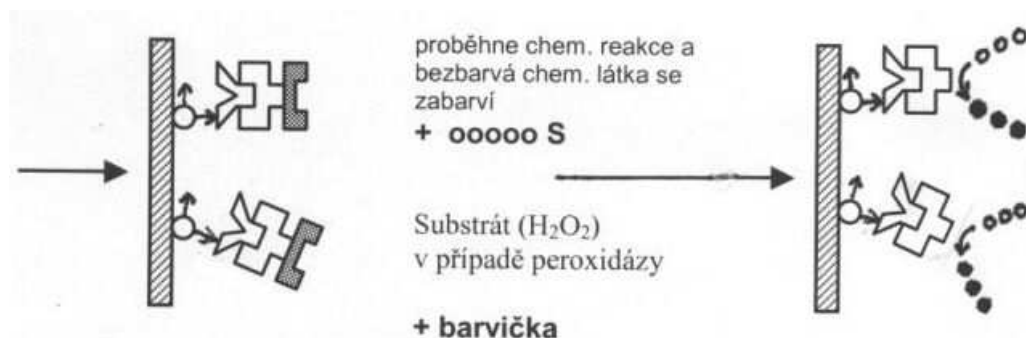 proběhne chem. reakce a
bezbarvá chem. látka se
zabarví
+ ooooo S
Substrát (H₂O₂)
v případě peroxidázy
+ barvička